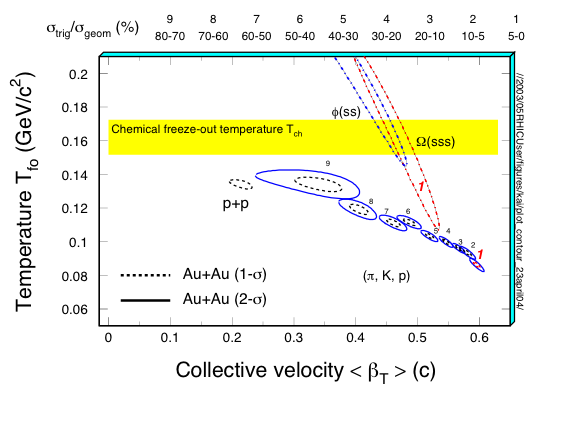 σtrig/σgeom (%)
9 8 7 6 5 4 3 2 1
80-70 70-60 60-50 50-40 40-30 30-20 20-10 10-5 5-0
Temperature Tfo (GeV/c²)
0.2
0.18
0.16
0.14
0.12
0.1
0.08
0.06
φ(ss)
Chemical freeze-out temperature Tch
Ω(sss)
9
1
p+p
8
7
6
5
4
3
2
1
Au+Au (1-σ)
(π, K, p)
Au+Au (2-σ)
0 0.1 0.2 0.3 0.4 0.5 0.6
Collective velocity < βT > (c)
//2003/05RHICUser/figures/kai/plot_contour_23april04/